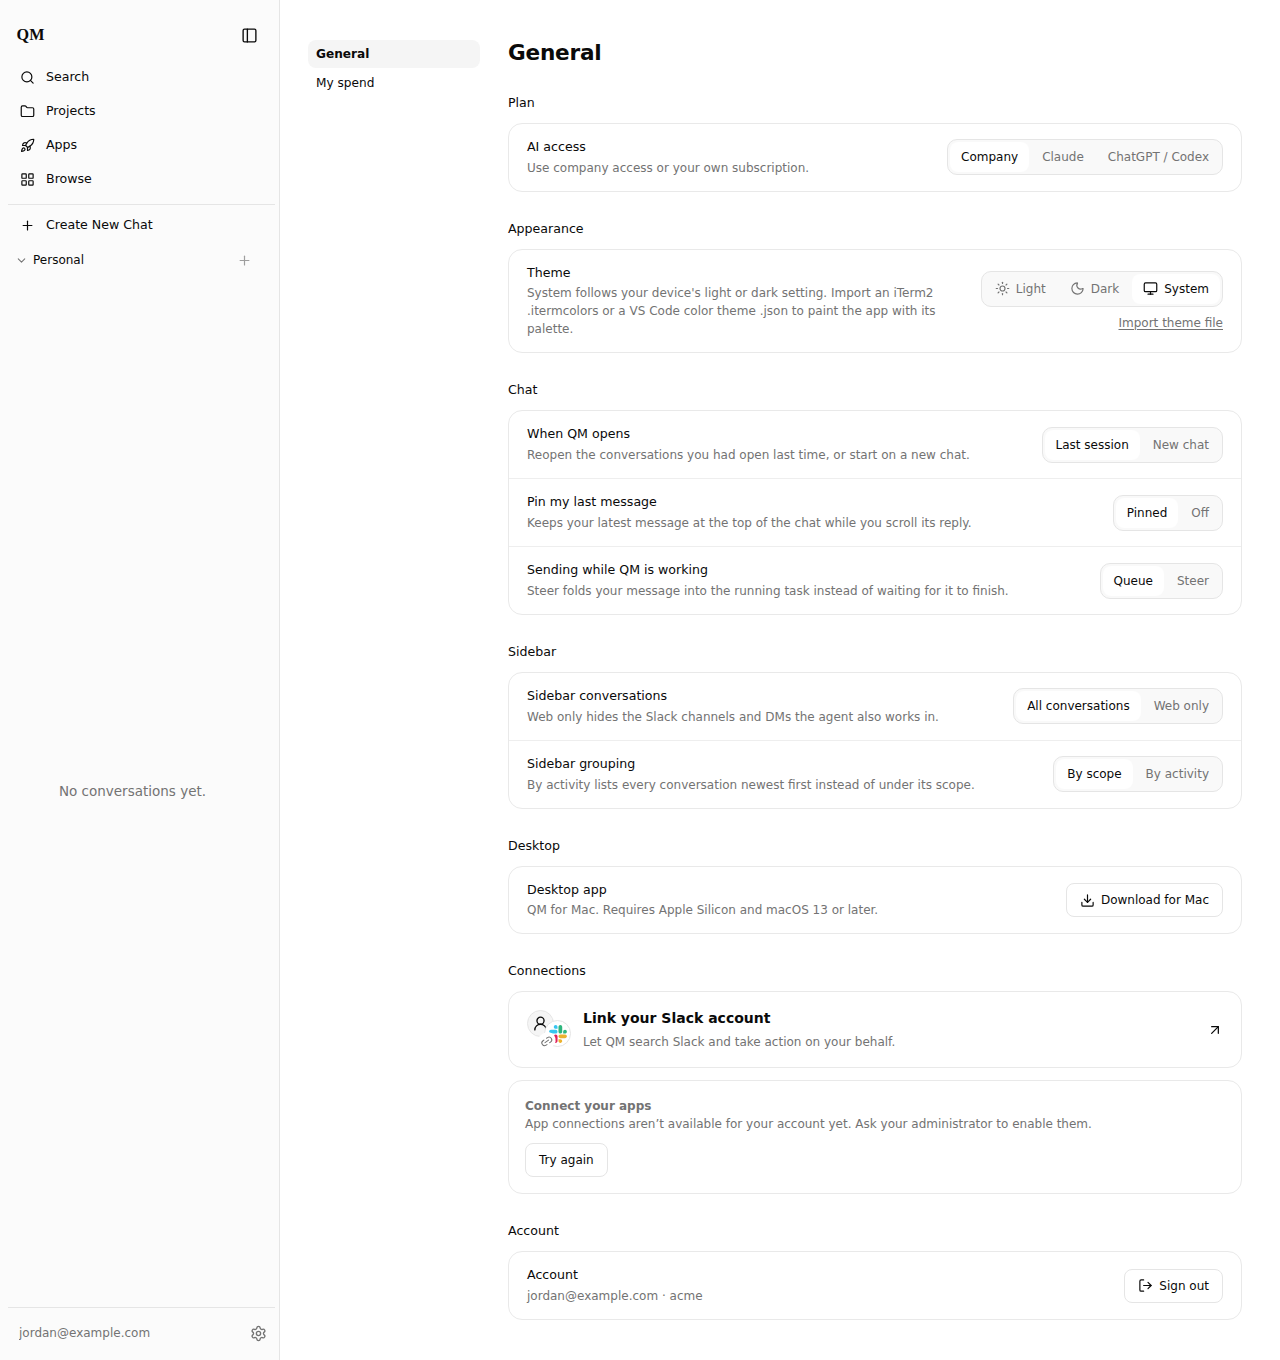 QM
Search
Projects
Apps
Browse
Create New Chat
Personal
No conversations yet.
jordan@example.com
General
My spend
General
Plan
AI access
Use company access or your own subscription.
Company Claude ChatGPT / Codex
Appearance
Theme
System follows your device's light or dark setting. Import an iTerm2
.itermcolors or a VS Code color theme .json to paint the app with its
palette.
Light Dark System
Import theme file
Chat
When QM opens
Reopen the conversations you had open last time, or start on a new chat.
Last session New chat
Pin my last message
Keeps your latest message at the top of the chat while you scroll its reply.
Pinned Off
Sending while QM is working
Steer folds your message into the running task instead of waiting for it to finish.
Queue Steer
Sidebar
Sidebar conversations
Web only hides the Slack channels and DMs the agent also works in.
All conversations Web only
Sidebar grouping
By activity lists every conversation newest first instead of under its scope.
By scope By activity
Desktop
Desktop app
QM for Mac. Requires Apple Silicon and macOS 13 or later.
Download for Mac
Connections
Link your Slack account
Let QM search Slack and take action on your behalf.
Connect your apps
App connections aren’t available for your account yet. Ask your administrator to enable them.
Try again
Account
Account
jordan@example.com · acme
Sign out